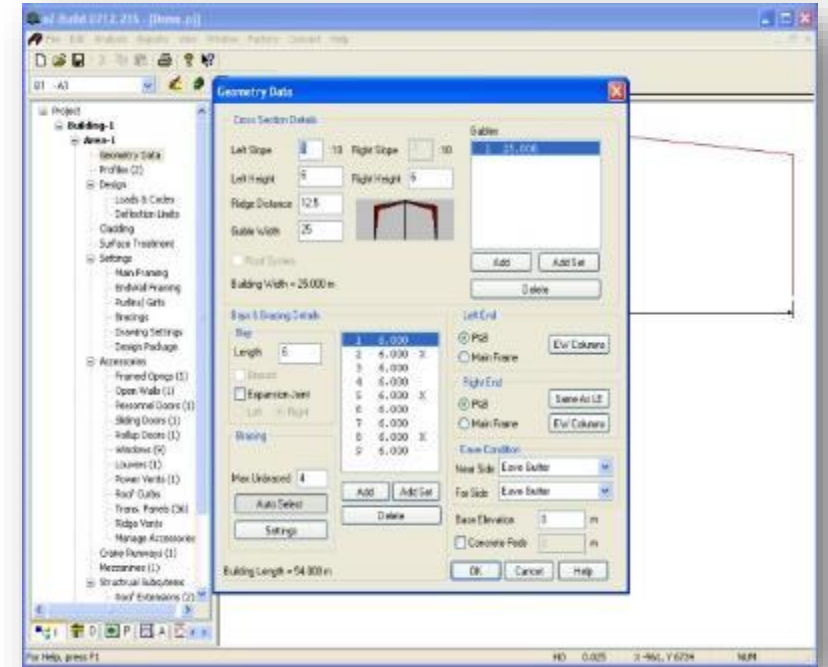 Geometry Data
Cross Section Details
Gables
1 25.000
Left Slope :10 Right Slope :10
Left Height 6 Right Height 6
Ridge Distance 12.5
Gable Width 25
Building Width = 25.000 m
Add Add Set
Delete
Bays & Bracing Details
Bay
Length 6
Expansion Joint
Left Right
Bracing
Max Unbraced 4
Auto Select
Settings
1 6.000
2 6.000 X
3 6.000
4 6.000
5 6.000 X
6 6.000
7 6.000
8 6.000 X
9 6.000
Add Add Set
Delete
Left End
PSB
Main Frame
EW Columns
Right End
PSB
Same As LE
Main Frame
EW Columns
Eave Condition
Near Side Eave Gutter
Far Side Eave Gutter
Base Elevation 0 m
Concrete Peds m
Building Length = 54.000 m
OK Cancel Help
Project
Building-1
Area-1
Geometry Data
Profiles (2)
Design
Loads & Codes
Deflection Limits
Cladding
Surface Treatment
Settings
Main Framing
Endwall Framing
Purlins/ Girts
Bracings
Drawing Settings
Design Package
Accessories
Framed Opngs (5)
Open Walls (1)
Personnel Doors (1)
Sliding Doors (1)
Rollup Doors (1)
Windows (9)
Louvers (1)
Power Vents (1)
Roof Curbs
Trans. Panels (36)
Ridge Vents
Manage Accessories
Crane Runways (1)
Mezzanines (1)
Structural Subsystems
Roof Extensions (2)
For Help, press F1
NUM